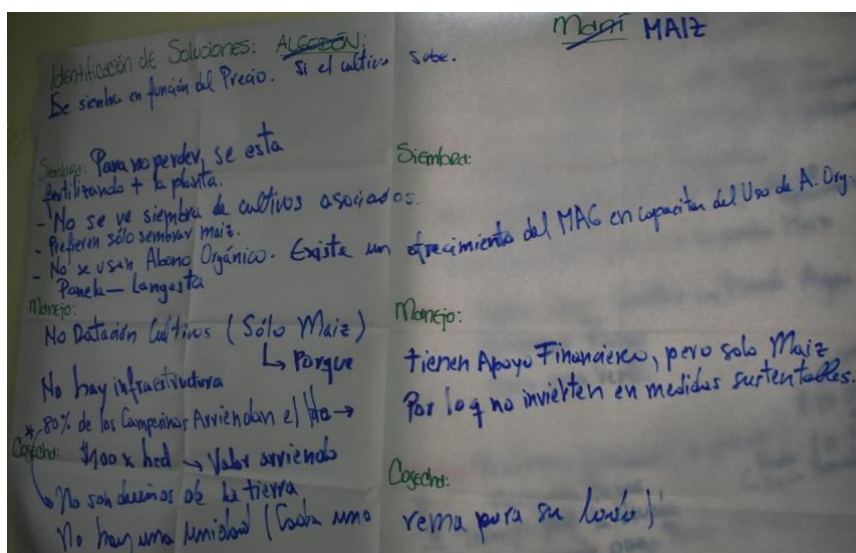 Identificación de Soluciones: ALGODÓN: Maní MAIZ
Se siembra en función del Precio. Si el cultivo sube.
Siembra: Para no perder, se esta
fertilizando + la planta.
Siembra:
- No se ve siembra de cultivos asociados.
- Prefieren sólo sembrar maiz.
- No se usan Abono Orgánico. Existe un ofrecimiento del MAG en capacitar del Uso de A. Org.
Panela - Langosta
Manejo:
No Rotación Cultivos (Sólo Maiz)
↳ Porque
Manejo:
tienen Apoyo Financiero, pero solo Maiz
Por lo q no invierten en medidas sustentables.
No hay infraestructura
* 80% de los Campesinos Arriendan el Ha →
Cosecha: $100 x hed → Valor arriendo
Cosecha:
No son dueños de la tierra
No hay una Unidad (Cada uno rema para su lado)